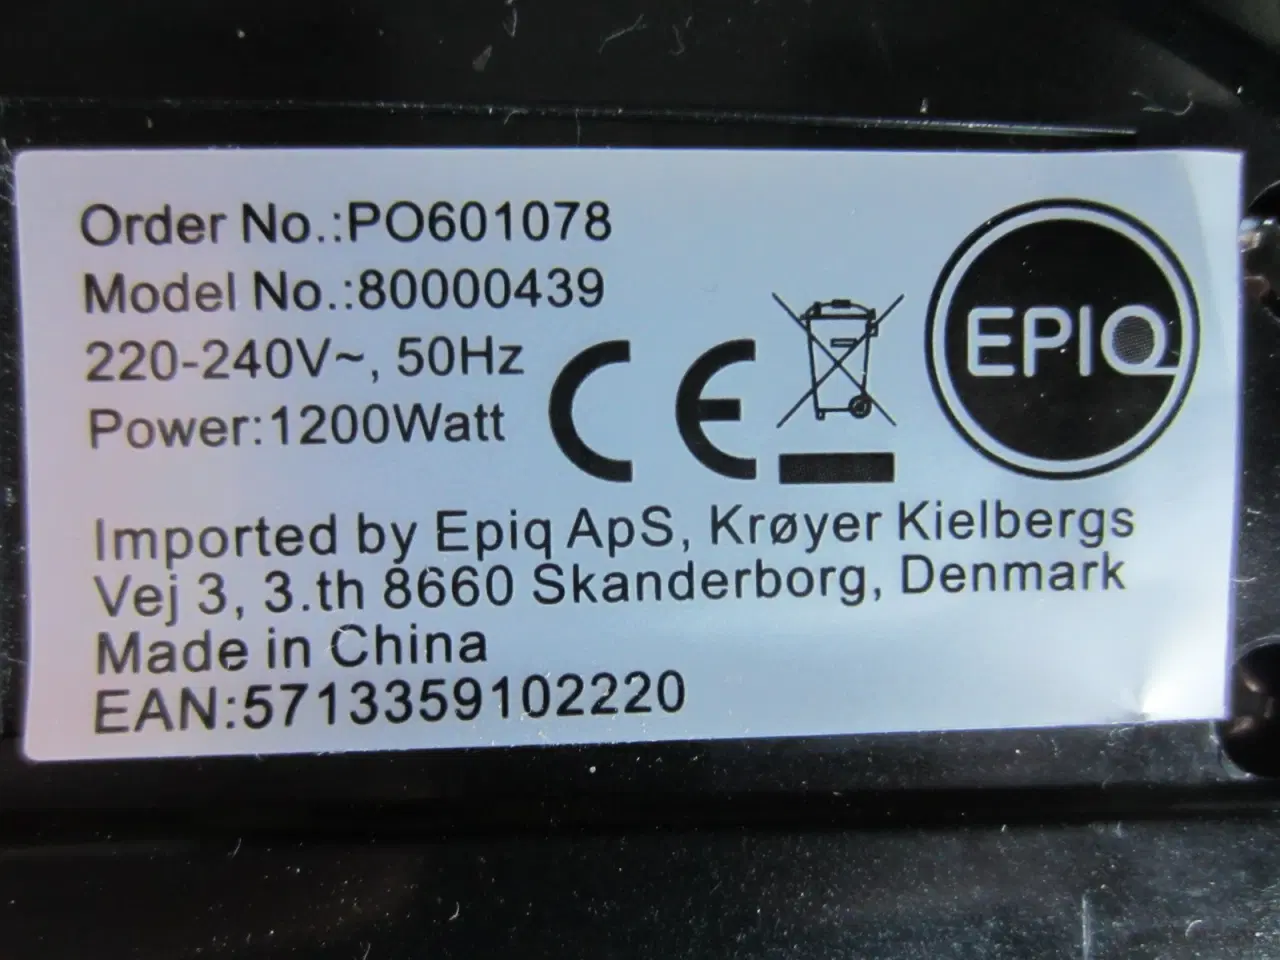 Order No.:PO601078
Model No.:80000439
220-240V~, 50Hz
Power:1200Watt
CE
EPIQ
Imported by Epiq ApS, Krøyer Kielbergs
Vej 3, 3.th 8660 Skanderborg, Denmark
Made in China
EAN:5713359102220